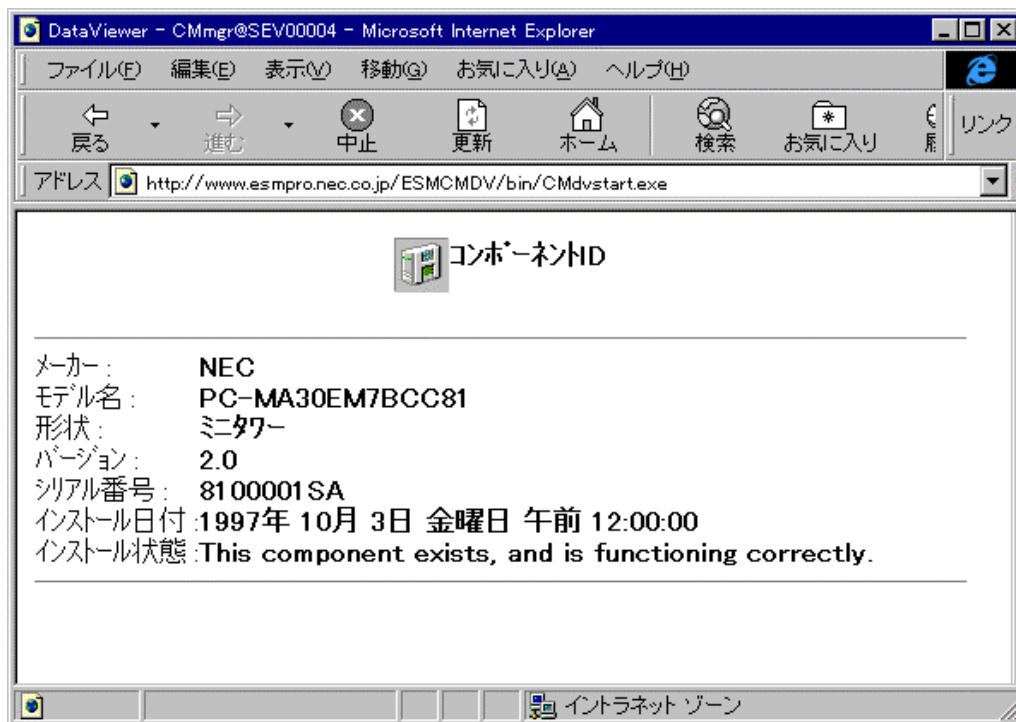 DataViewer - CMmgr@SEV00004 - Microsoft Internet Explorer
ファイル(F) 編集(E) 表示(V) 移動(G) お気に入り(A) ヘルプ(H)
戻る 進む 中止 更新 ホーム 検索 お気に入り リンク
アドレス http://www.esmpro.nec.co.jp/ESMCMDV/bin/CMdvstart.exe
コンポーネントID
メーカー : NEC
モデル名 : PC-MA30EM7BCC81
形状 : ミニタワー
バージョン : 2.0
シリアル番号 : 8100001SA
インストール日付 :1997年 10月 3日 金曜日 午前 12:00:00
インストール状態 :This component exists, and is functioning correctly.
イントラネット ゾーン